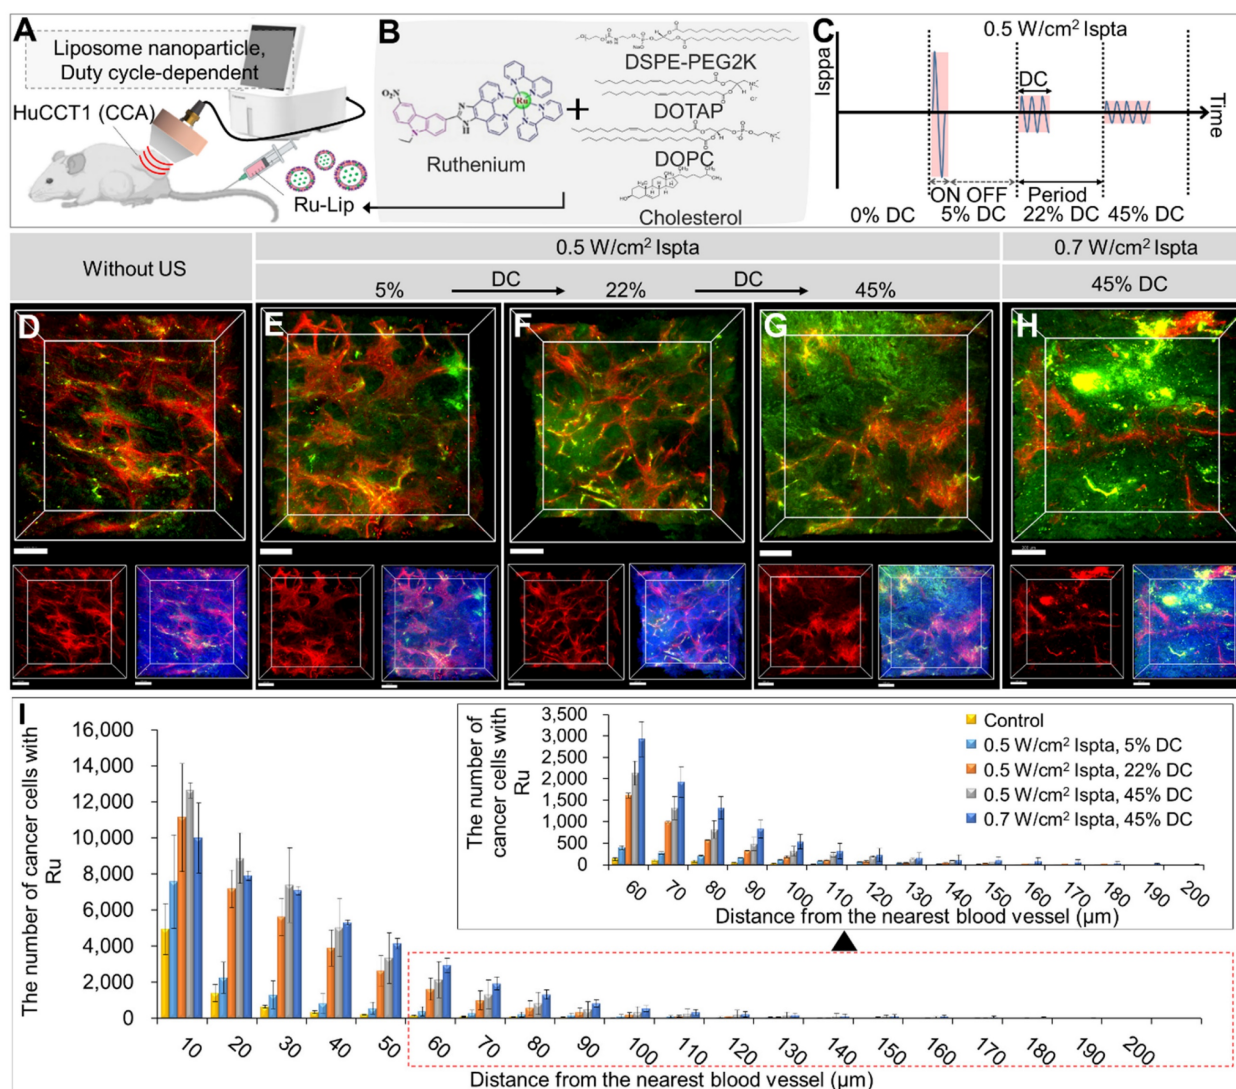 A
Liposome nanoparticle,
Duty cycle-dependent
HuCCT1 (CCA)
Ru-Lip
B
O₂N
Ru
Ruthenium
+
DSPE-PEG2K
DOTAP
DOPC
HO
Cholesterol
C
0.5 W/cm² Ispta
Isppa
DC
Time
ON OFF
Period
0% DC
5% DC
22% DC
45% DC
Without US
0.5 W/cm² Ispta
0.7 W/cm² Ispta
5%
DC
22%
DC
45%
45% DC
D
E
F
G
H
I
The number of cancer cells with
Ru
16,000
14,000
12,000
10,000
8,000
6,000
4,000
2,000
0
10
20
30
40
50
60
70
80
90
100
110
120
130
140
150
160
170
180
190
200
Distance from the nearest blood vessel (µm)
The number of
cancer cells with
Ru
3,500
3,000
2,500
2,000
1,500
1,000
500
0
60
70
80
90
100
110
120
130
140
150
160
170
180
190
200
Distance from the nearest blood vessel (µm)
Control
0.5 W/cm² Ispta, 5% DC
0.5 W/cm² Ispta, 22% DC
0.5 W/cm² Ispta, 45% DC
0.7 W/cm² Ispta, 45% DC